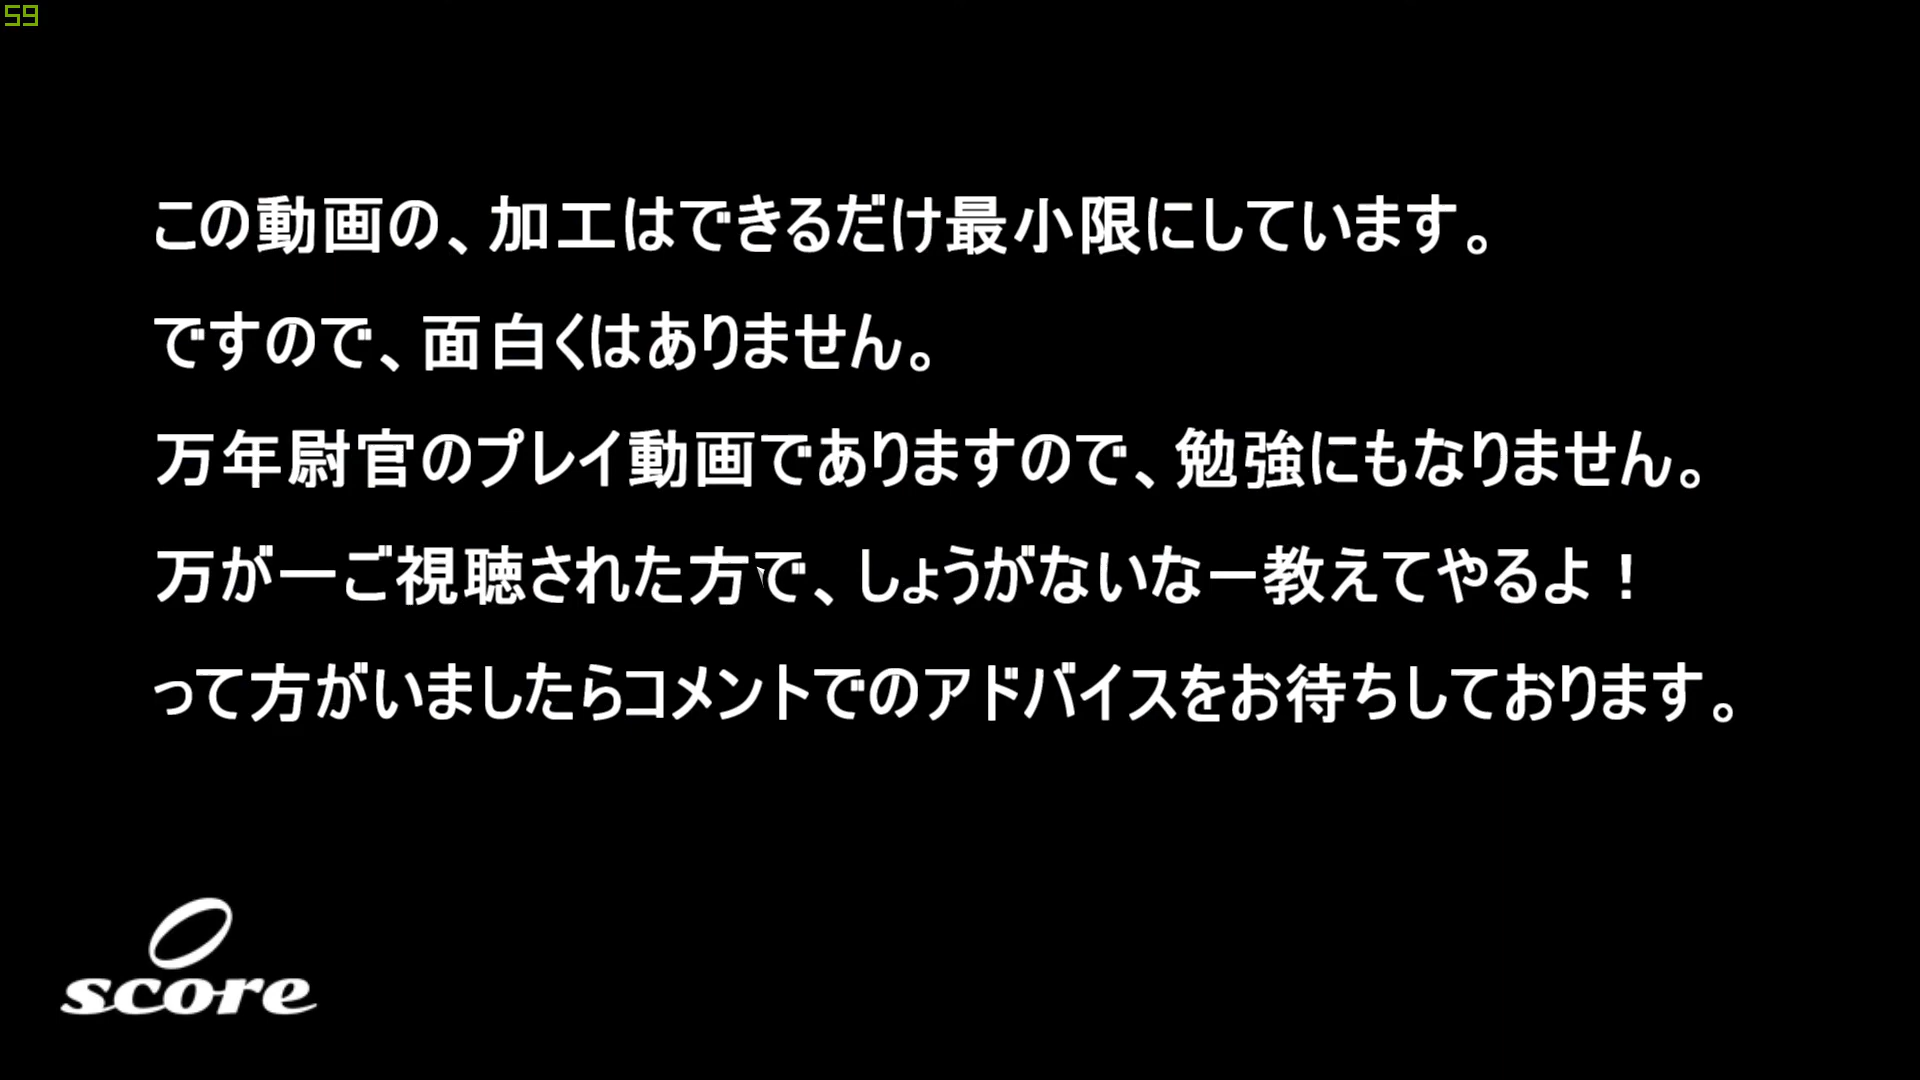 59
この動画の、加工はできるだけ最小限にしています。
ですので、面白くはありません。
万年尉官のプレイ動画でありますので、勉強にもなりません。
万が一ご視聴された方で、しょうがないなー教えてやるよ！
って方がいましたらコメントでのアドバイスをお待ちしております。
0
score